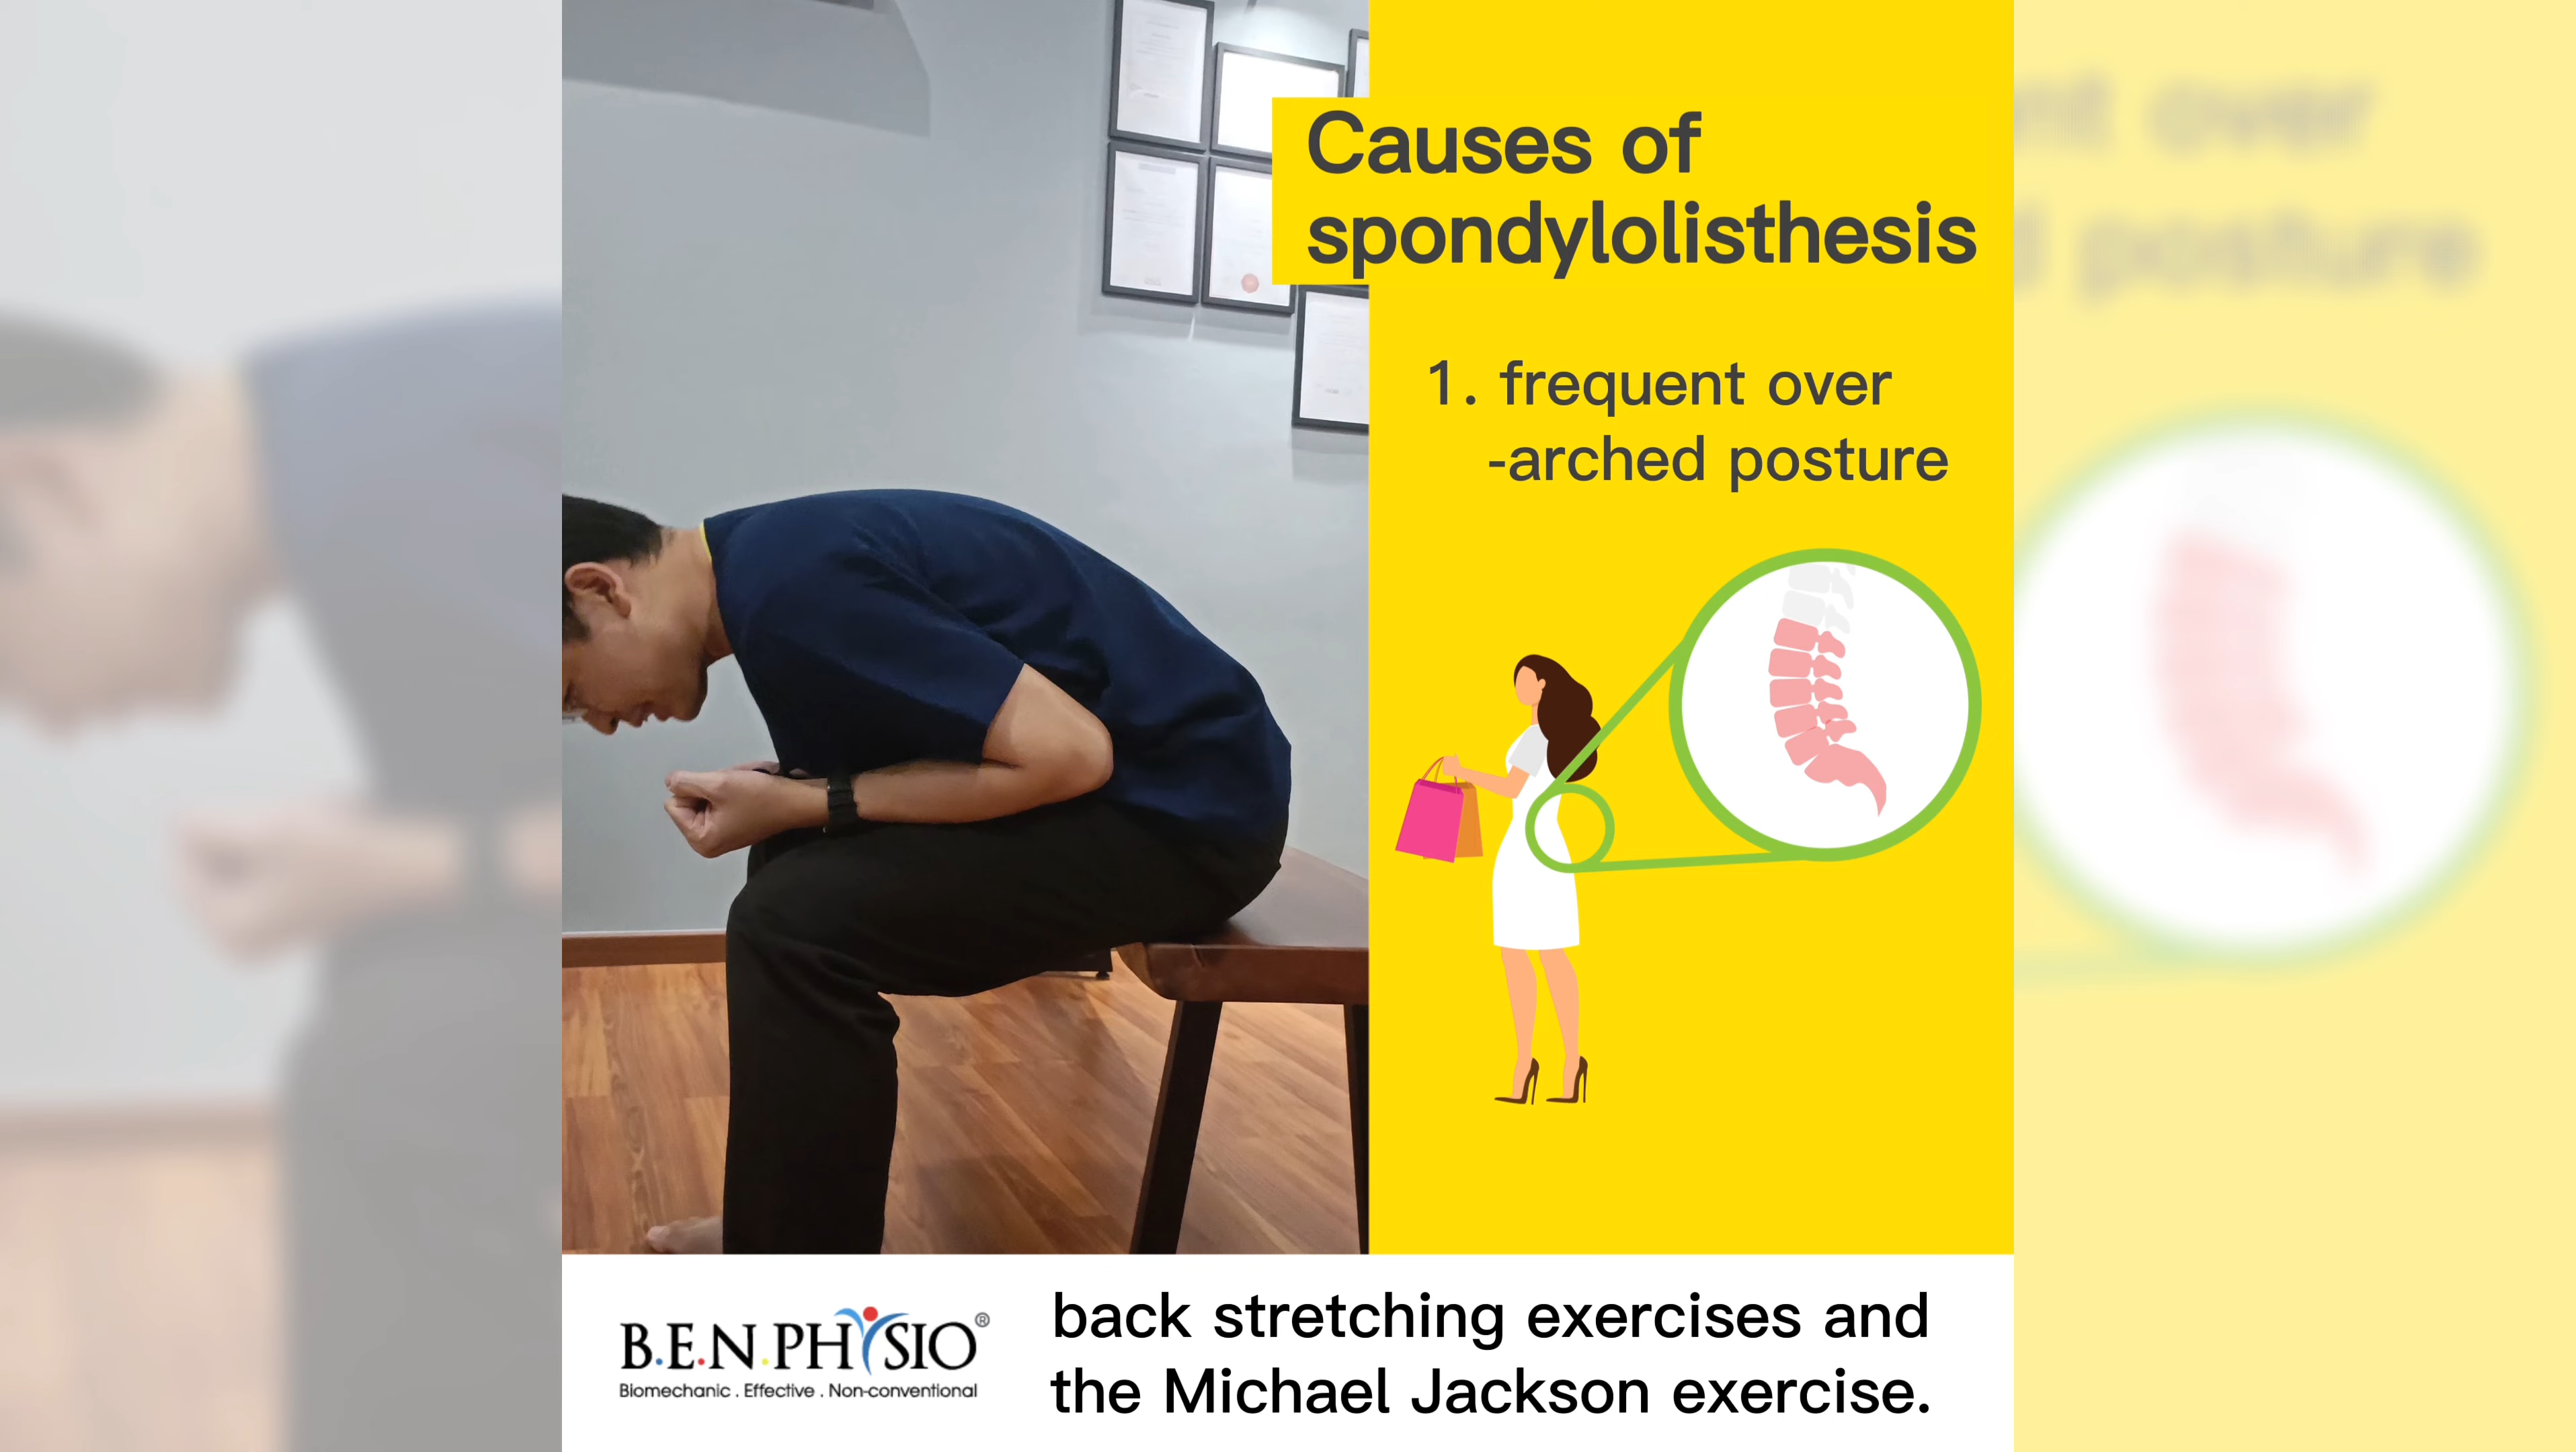 Causes of
spondylolisthesis
1. frequent over
-arched posture
B.E.N.PHYSIO®
Biomechanic . Effective . Non-conventional
back stretching exercises and
the Michael Jackson exercise.